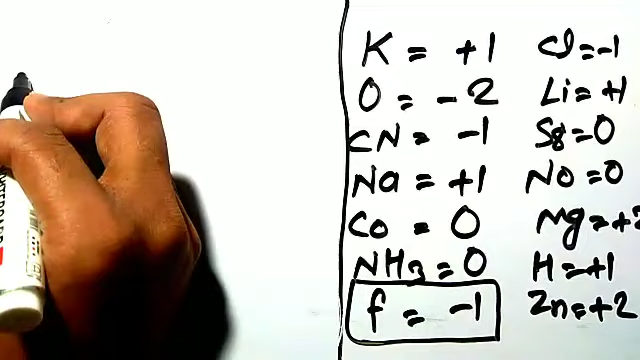 K = +1
O = -2
CN = -1
Na = +1
Co = 0
NH3 = 0
f = -1
Cl = -1
Li = +1
S8 = 0
No = 0
Mg = +2
H = +1
Zn = +2